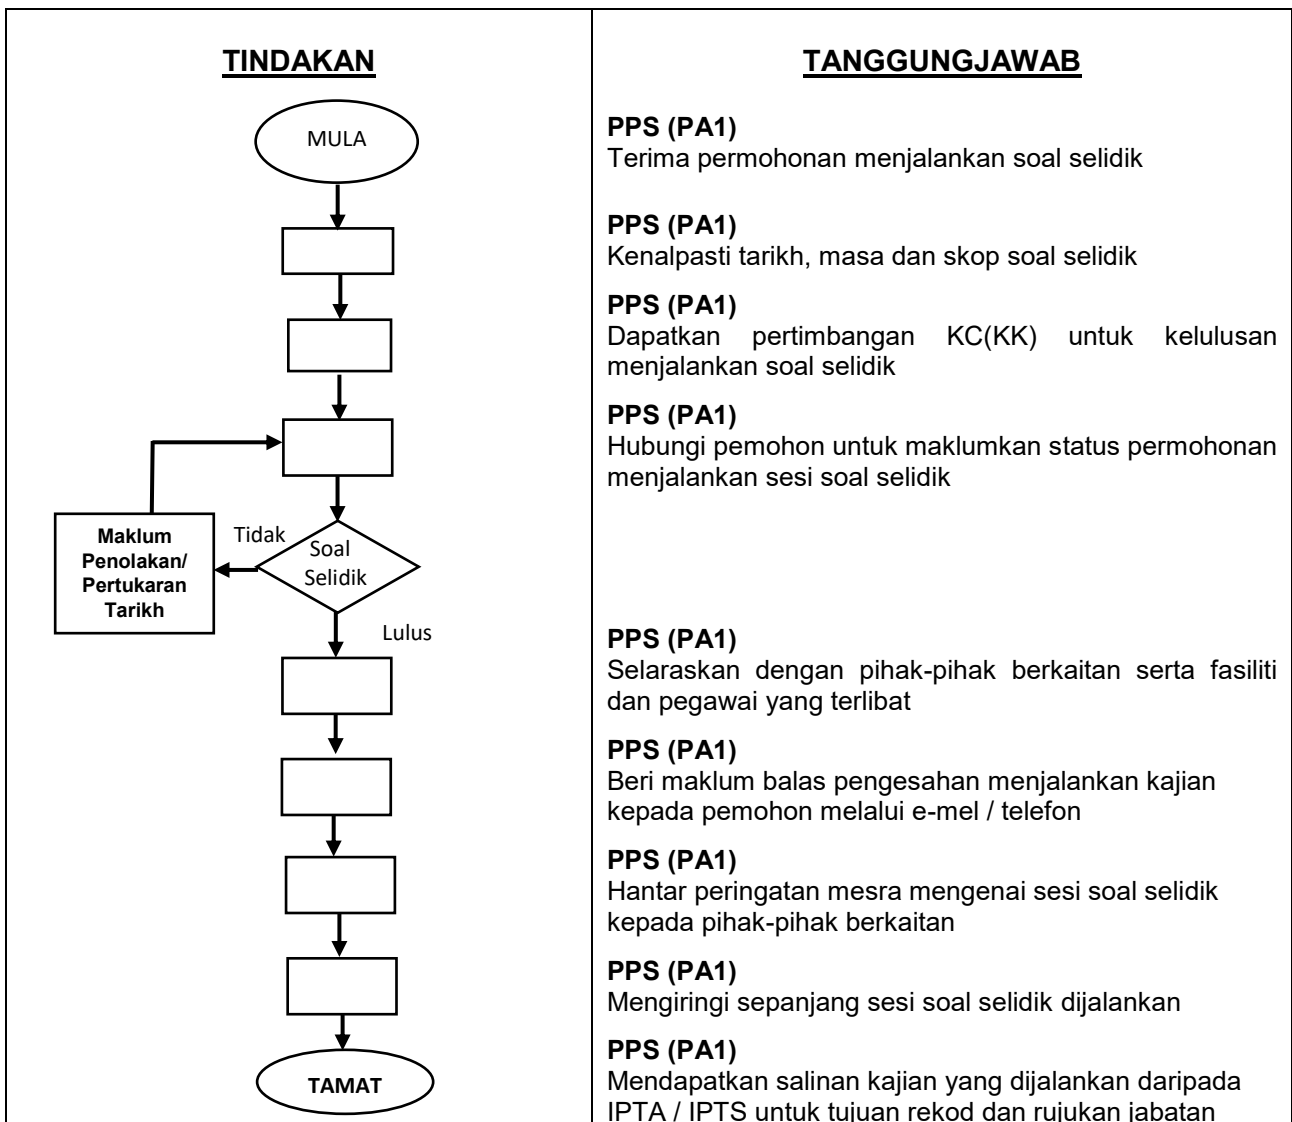 TINDAKAN
MULA
Tidak
Maklum
Penolakan/
Pertukaran
Tarikh
Soal
Selidik
Lulus
TAMAT
TANGGUNGJAWAB
PPS (PA1)
Terima permohonan menjalankan soal selidik
PPS (PA1)
Kenalpasti tarikh, masa dan skop soal selidik
PPS (PA1)
Dapatkan pertimbangan KC(KK) untuk kelulusan
menjalankan soal selidik
PPS (PA1)
Hubungi pemohon untuk maklumkan status permohonan
menjalankan sesi soal selidik
PPS (PA1)
Selaraskan dengan pihak-pihak berkaitan serta fasiliti
dan pegawai yang terlibat
PPS (PA1)
Beri maklum balas pengesahan menjalankan kajian
kepada pemohon melalui e-mel / telefon
PPS (PA1)
Hantar peringatan mesra mengenai sesi soal selidik
kepada pihak-pihak berkaitan
PPS (PA1)
Mengiringi sepanjang sesi soal selidik dijalankan
PPS (PA1)
Mendapatkan salinan kajian yang dijalankan daripada
IPTA / IPTS untuk tujuan rekod dan rujukan jabatan